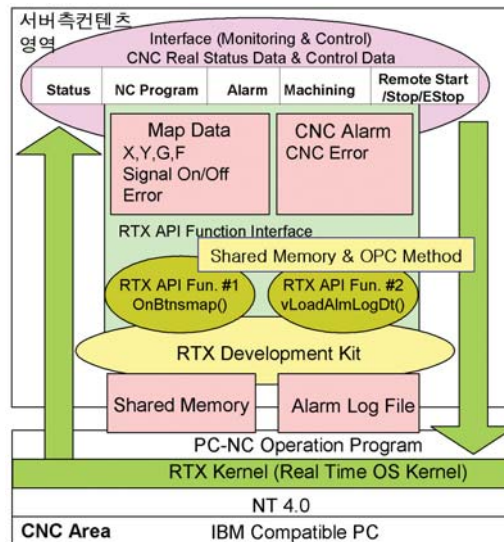 서버측컨텐츠
영역
Interface (Monitoring & Control)
CNC Real Status Data & Control Data
Status
NC Program
Alarm
Machining
Remote Start
/Stop/EStop
Map Data
X,Y,G,F
Signal On/Off
Error
CNC Alarm
CNC Error
RTX API Function Interface
Shared Memory & OPC Method
RTX API Fun. #1
OnBtnsmap()
RTX API Fun. #2
vLoadAlmLogDt()
RTX Development Kit
Shared Memory
Alarm Log File
PC-NC Operation Program
RTX Kernel (Real Time OS Kernel)
NT 4.0
CNC Area
IBM Compatible PC